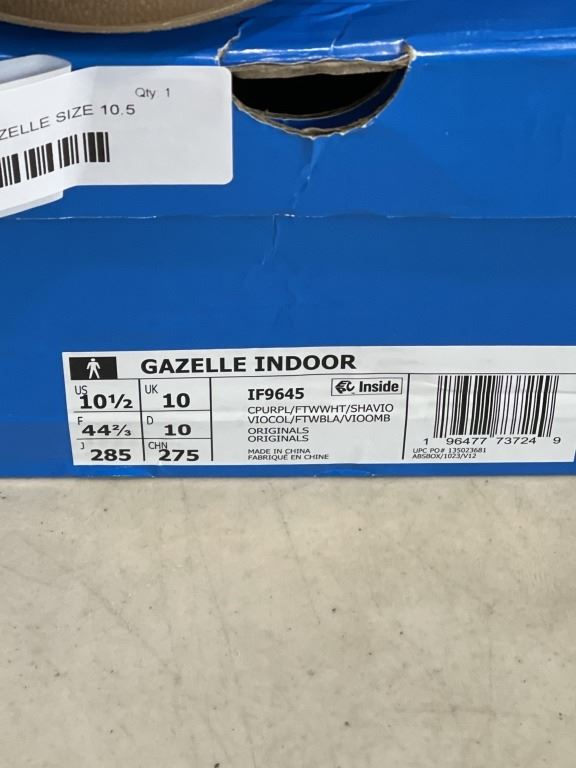 Qty: 1
ZELLE SIZE 10.5
GAZELLE INDOOR
US 10½ UK 10
F 44⅔ D 10
J 285 CHN 275
IF9645 Inside
CPURPL/FTWWHT/SHAVIO
VIOCOL/FTWBLA/VIOOMB
ORIGINALS
ORIGINALS
MADE IN CHINA
FABRIQUÉ EN CHINE
1 96477 73724 9
UPC PO# 135023681
ABSBOX/1023/V12